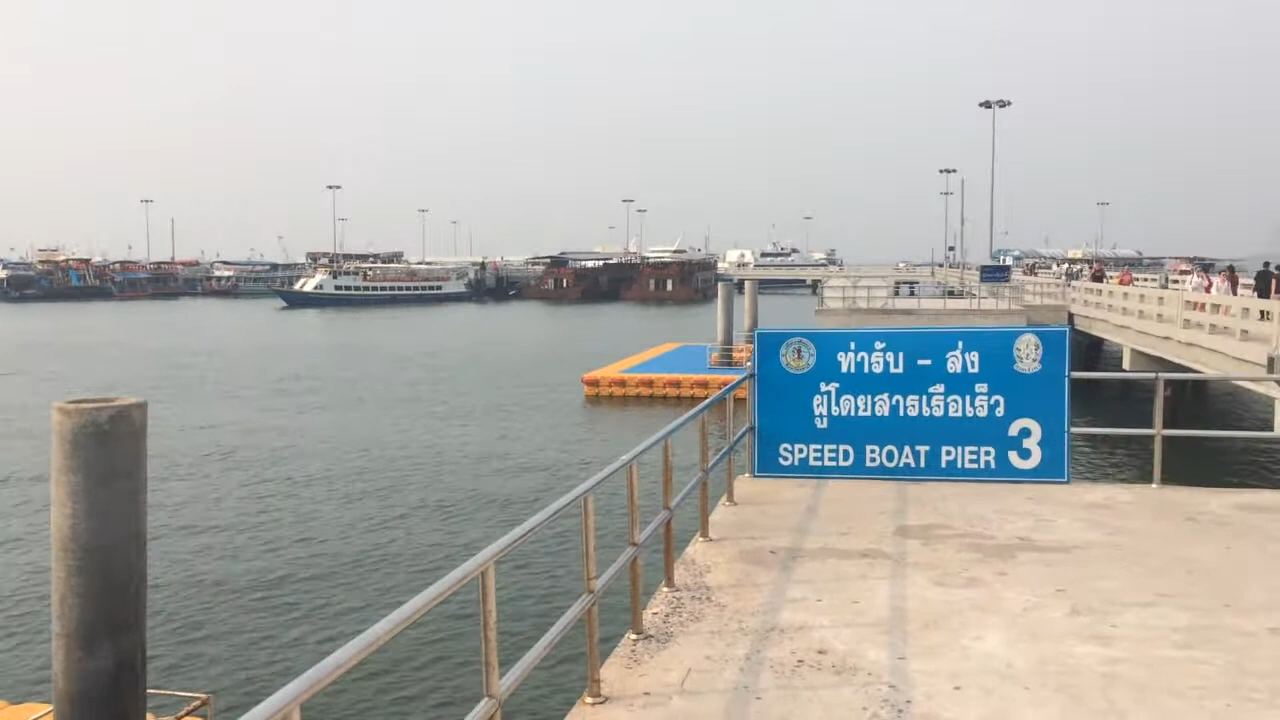 ท่ารับ - ส่ง
ผู้โดยสารเรือเร็ว
SPEED BOAT PIER 3